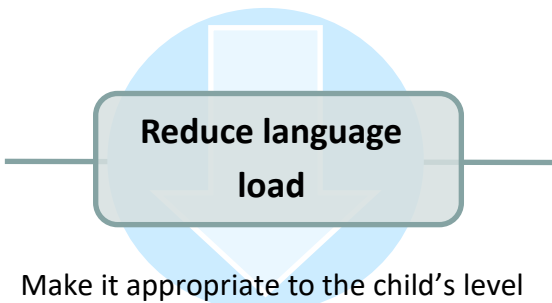 Reduce language
load
Make it appropriate to the child’s level